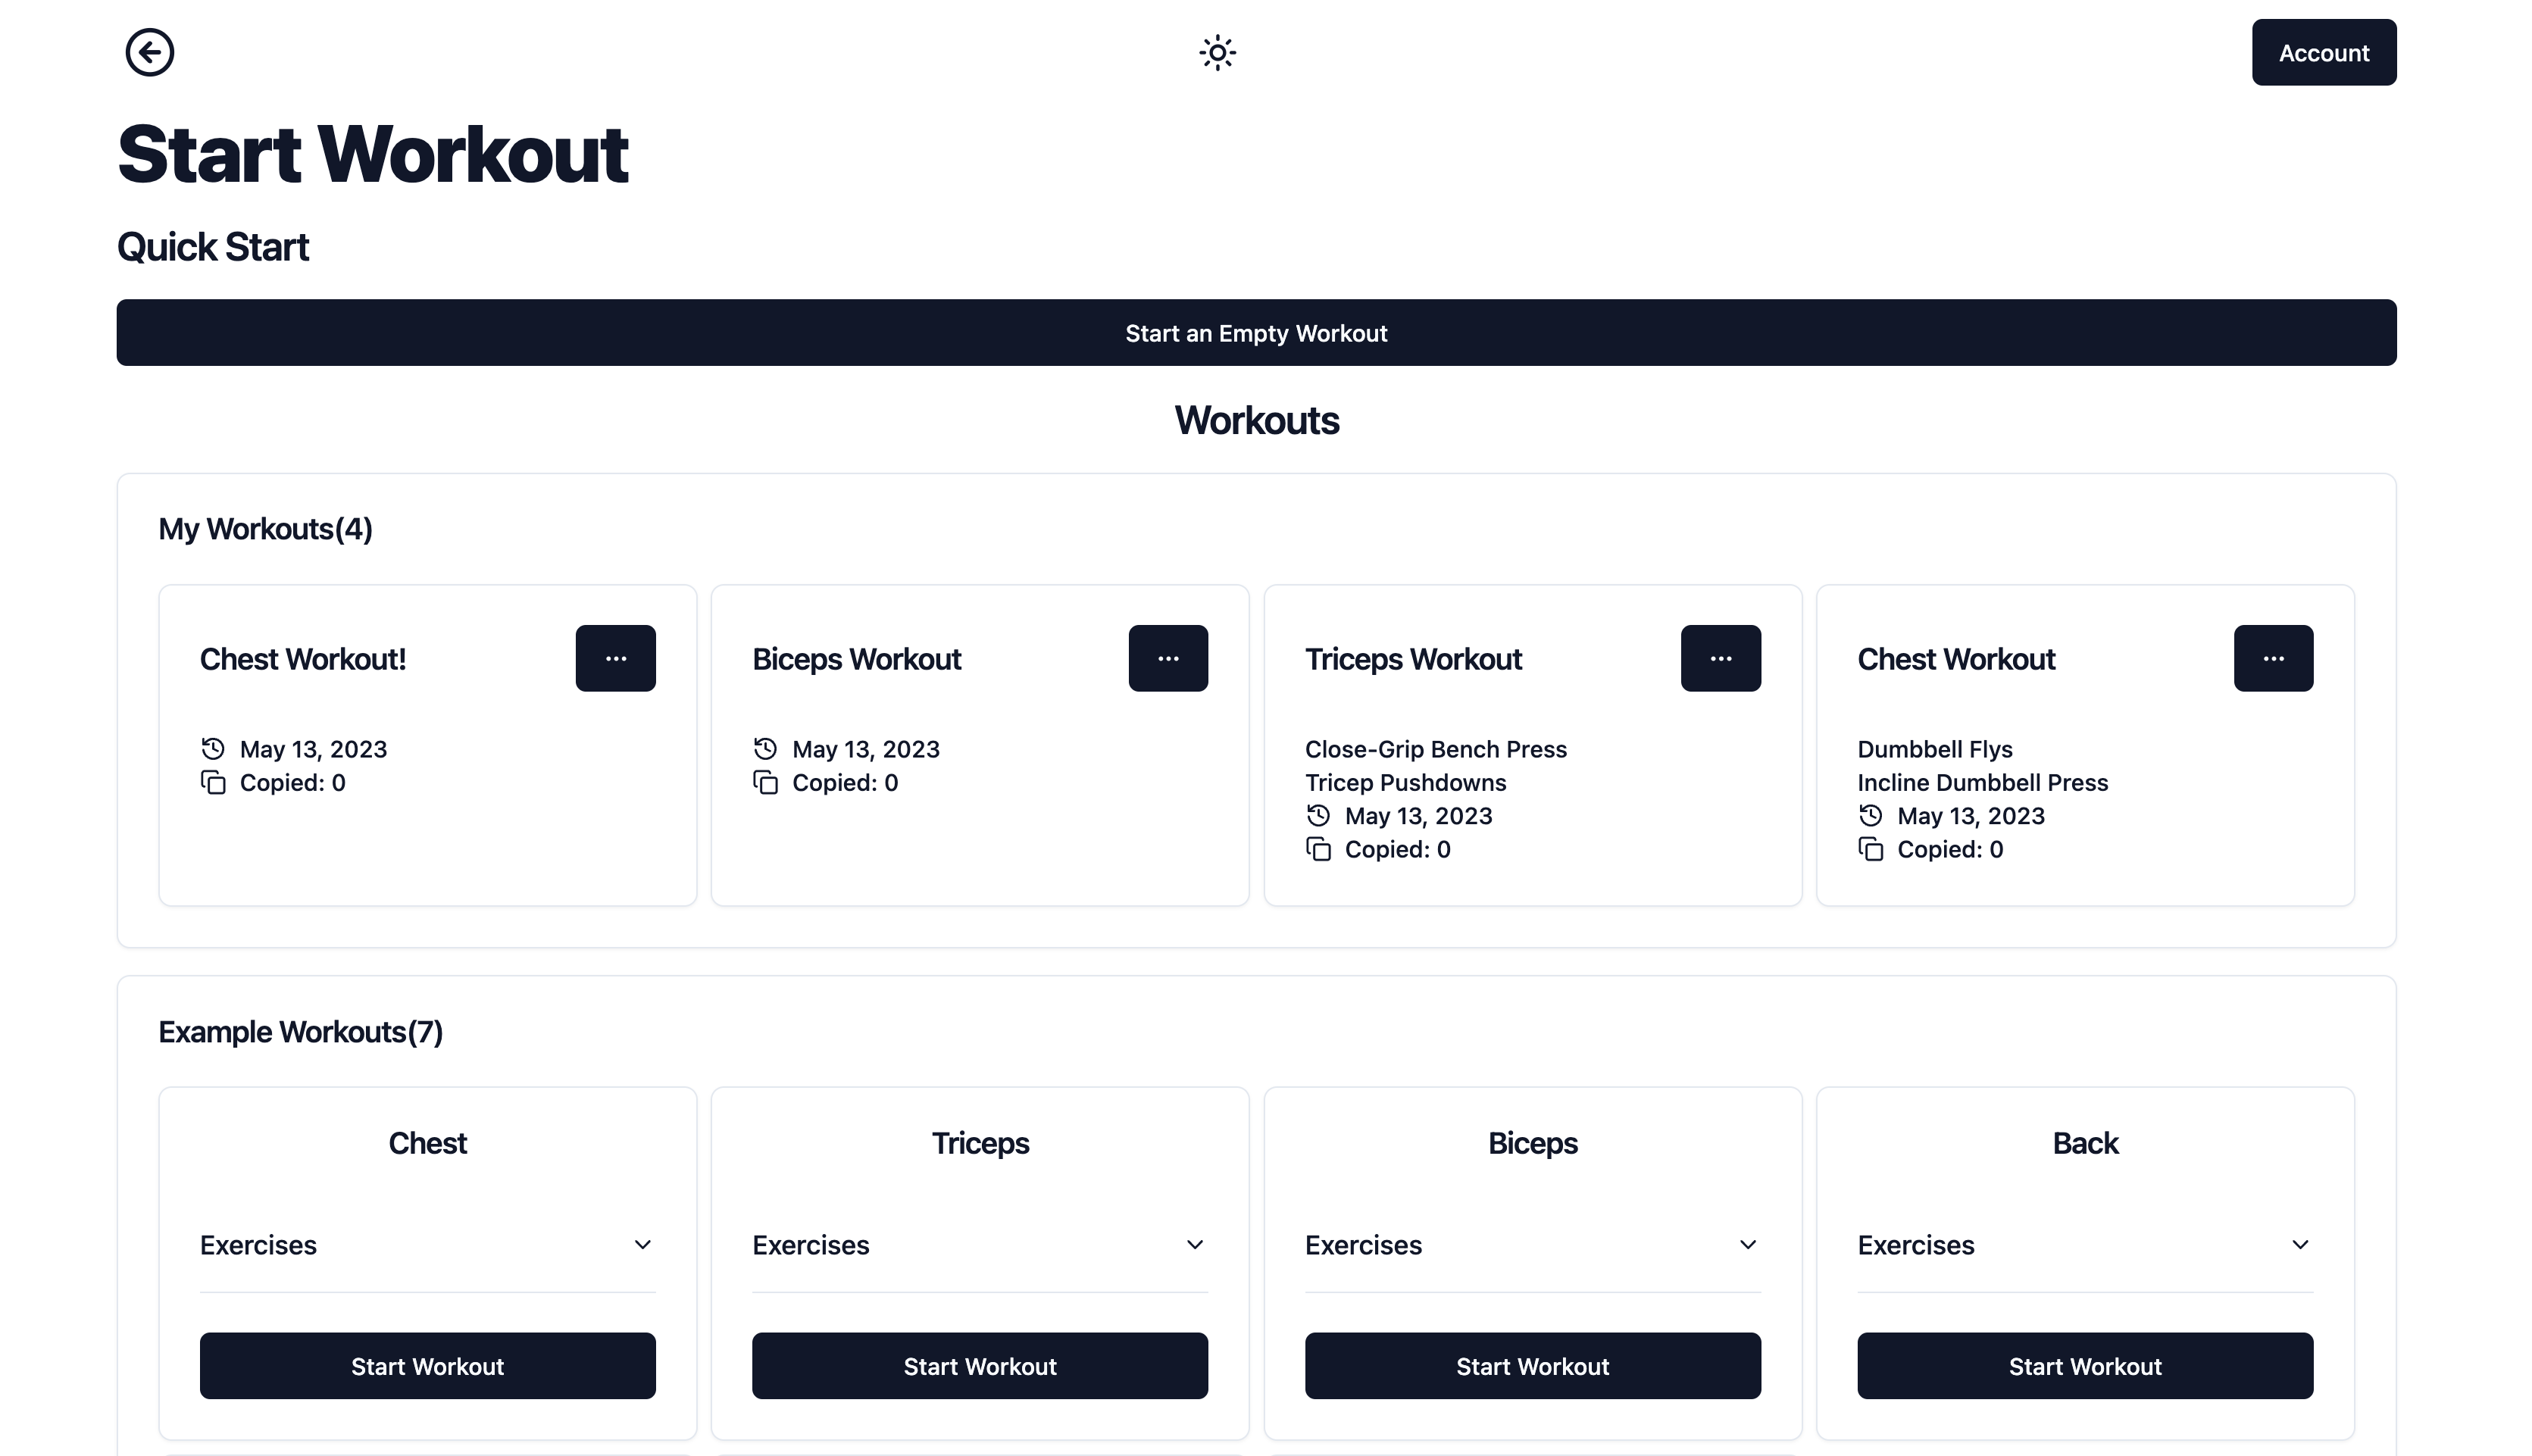 Account
Start Workout
Quick Start
Start an Empty Workout
Workouts
My Workouts(4)
Chest Workout!
May 13, 2023
Copied: 0
Biceps Workout
May 13, 2023
Copied: 0
Triceps Workout
Close-Grip Bench Press
Tricep Pushdowns
May 13, 2023
Copied: 0
Chest Workout
Dumbbell Flys
Incline Dumbbell Press
May 13, 2023
Copied: 0
Example Workouts(7)
Chest
Exercises
Start Workout
Triceps
Exercises
Start Workout
Biceps
Exercises
Start Workout
Back
Exercises
Start Workout